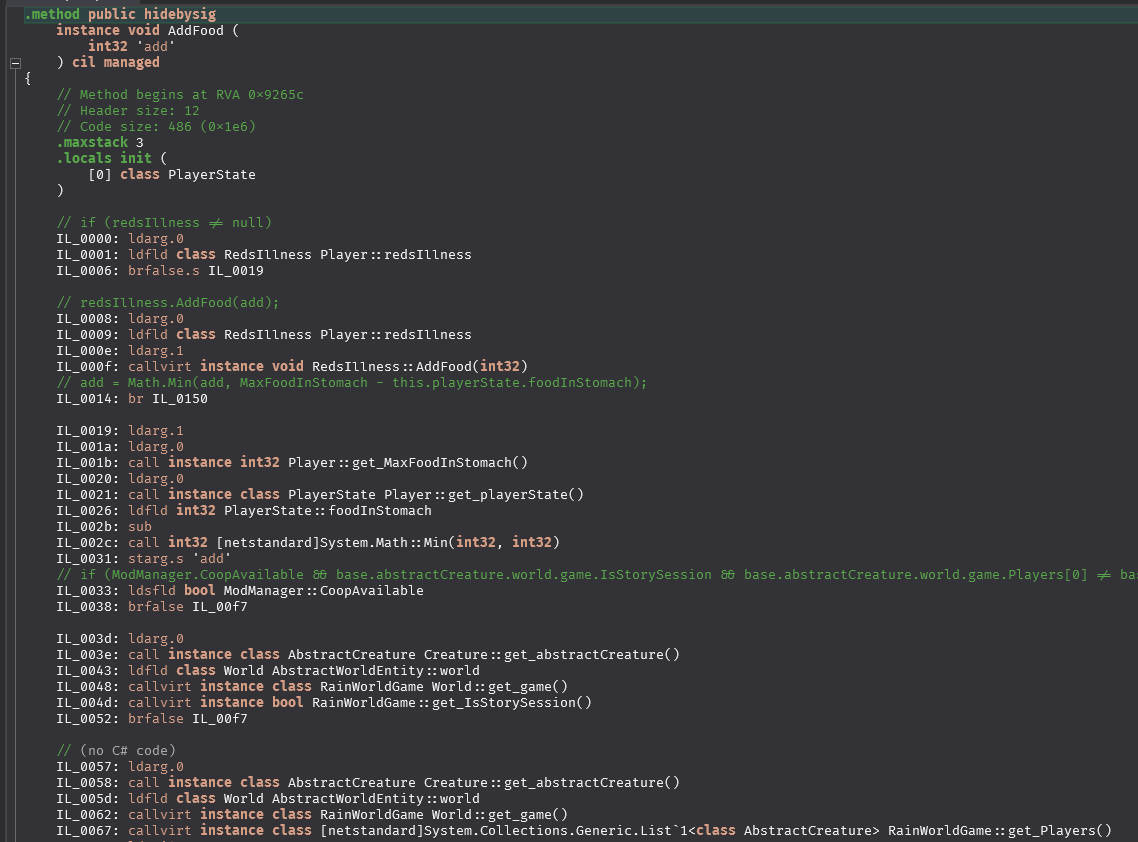 .method public hidebysig
instance void AddFood (
int32 'add'
) cil managed
{
// Method begins at RVA 0×9265c
// Header size: 12
// Code size: 486 (0×1e6)
.maxstack 3
.locals init (
[0] class PlayerState
)
// if (redsIllness ≠ null)
IL_0000: ldarg.0
IL_0001: ldfld class RedsIllness Player::redsIllness
IL_0006: brfalse.s IL_0019
// redsIllness.AddFood(add);
IL_0008: ldarg.0
IL_0009: ldfld class RedsIllness Player::redsIllness
IL_000e: ldarg.1
IL_000f: callvirt instance void RedsIllness::AddFood(int32)
// add = Math.Min(add, MaxFoodInStomach - this.playerState.foodInStomach);
IL_0014: br IL_0150
IL_0019: ldarg.1
IL_001a: ldarg.0
IL_001b: call instance int32 Player::get_MaxFoodInStomach()
IL_0020: ldarg.0
IL_0021: call instance class PlayerState Player::get_playerState()
IL_0026: ldfld int32 PlayerState::foodInStomach
IL_002b: sub
IL_002c: call int32 [netstandard]System.Math::Min(int32, int32)
IL_0031: starg.s 'add'
// if (ModManager.CoopAvailable && base.abstractCreature.world.game.IsStorySession && base.abstractCreature.world.game.Players[0] ≠ ba
IL_0033: ldsfld bool ModManager::CoopAvailable
IL_0038: brfalse IL_00f7
IL_003d: ldarg.0
IL_003e: call instance class AbstractCreature Creature::get_abstractCreature()
IL_0043: ldfld class World AbstractWorldEntity::world
IL_0048: callvirt instance class RainWorldGame World::get_game()
IL_004d: callvirt instance bool RainWorldGame::get_IsStorySession()
IL_0052: brfalse IL_00f7
// (no C# code)
IL_0057: ldarg.0
IL_0058: call instance class AbstractCreature Creature::get_abstractCreature()
IL_005d: ldfld class World AbstractWorldEntity::world
IL_0062: callvirt instance class RainWorldGame World::get_game()
IL_0067: callvirt instance class [netstandard]System.Collections.Generic.List`1<class AbstractCreature> RainWorldGame::get_Players()